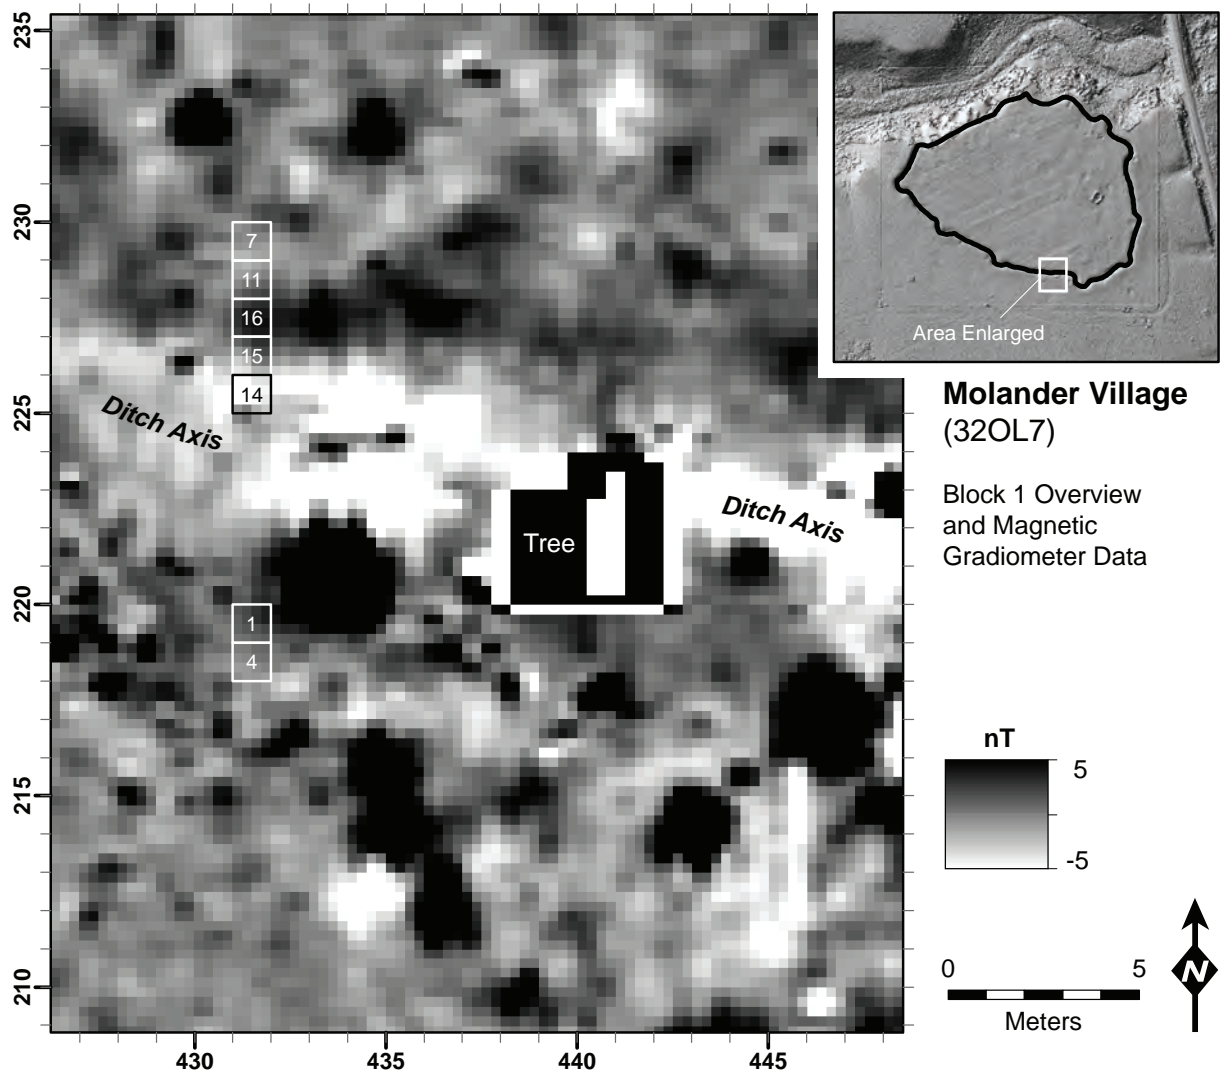 235
230
225
220
215
210
430
435
440
445
7
11
16
15
14
1
4
Ditch Axis
Ditch Axis
Tree
Area Enlarged
Molander Village
(32OL7)
Block 1 Overview
and Magnetic
Gradiometer Data
nT
5
-5
0 5
Meters
N